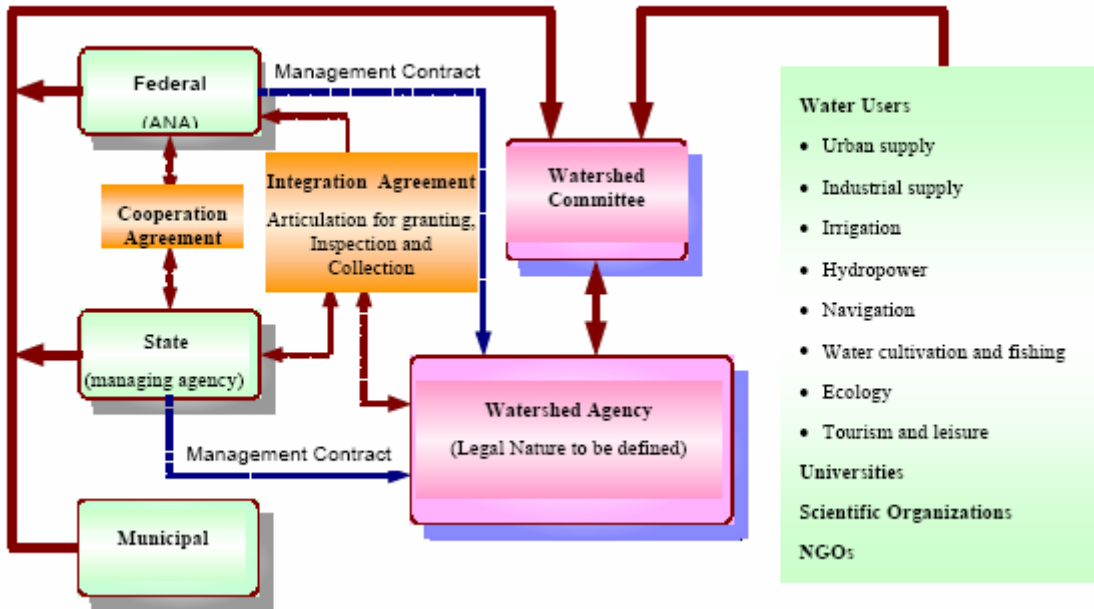 Federal
(ANA)
Management Contract
Cooperation
Agreement
Integration Agreement
Articulation for granting,
Inspection and
Collection
State
(managing agency)
Management Contract
Municipal
Watershed
Committee
Watershed Agency
(Legal Nature to be defined)
Water Users
• Urban supply
• Industrial supply
• Irrigation
• Hydropower
• Navigation
• Water cultivation and fishing
• Ecology
• Tourism and leisure
Universities
Scientific Organizations
NGOs